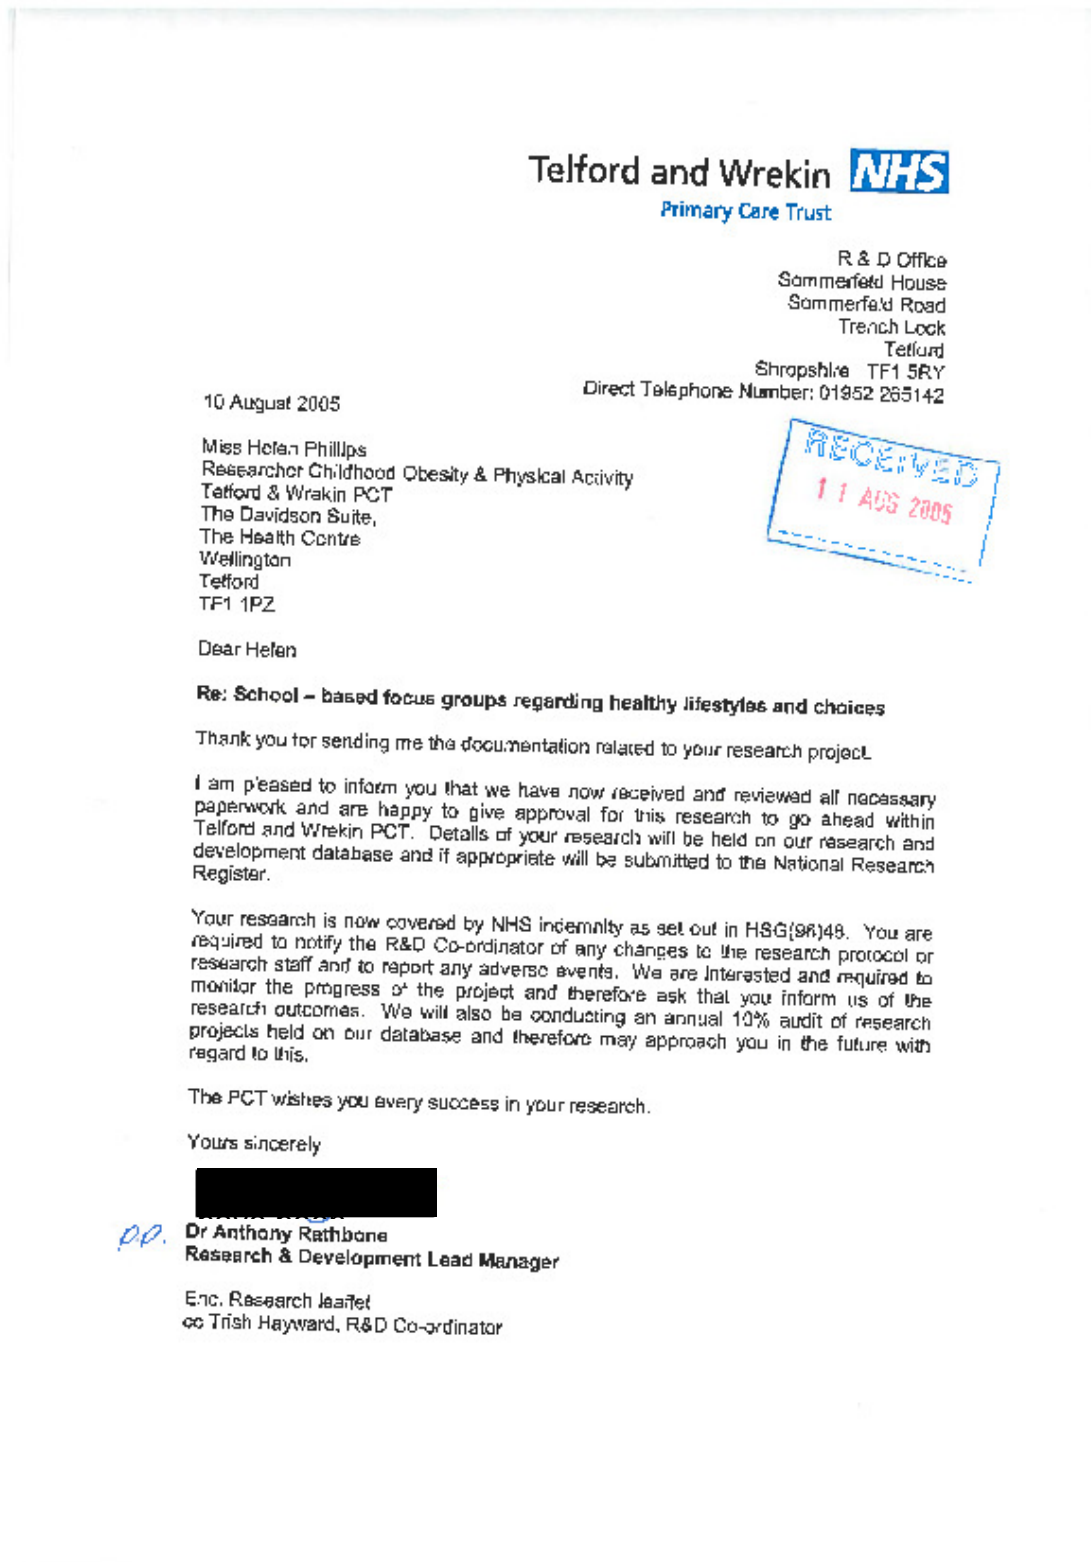 Telford and Wrekin NHS
Primary Care Trust
R & D Office
Sommerfeld House
Sommerfeld Road
Trench Lock
Telford
Shropshire TF1 5RY
Direct Telephone Number: 01952 265142
10 August 2005
RECEIVED
11 AUG 2005
Miss Helen Phillips
Researcher Childhood Obesity & Physical Activity
Telford & Wrekin PCT
The Davidson Suite,
The Health Centre
Wellington
Telford
TF1 1PZ
Dear Helen
Re: School – based focus groups regarding healthy lifestyles and choices
Thank you for sending me the documentation related to your research project.
I am pleased to inform you that we have now received and reviewed all necessary
paperwork and are happy to give approval for this research to go ahead within
Telford and Wrekin PCT. Details of your research will be held on our research and
development database and if appropriate will be submitted to the National Research
Register.
Your research is now covered by NHS indemnity as set out in HSG(96)48. You are
required to notify the R&D Co-ordinator of any changes to the research protocol or
research staff and to report any adverse events. We are interested and required to
monitor the progress of the project and therefore ask that you inform us of the
research outcomes. We will also be conducting an annual 10% audit of research
projects held on our database and therefore may approach you in the future with
regard to this.
The PCT wishes you every success in your research.
Yours sincerely
p.p. Dr Anthony Rathbone
Research & Development Lead Manager
Enc. Research leaflet
cc Trish Hayward, R&D Co-ordinator